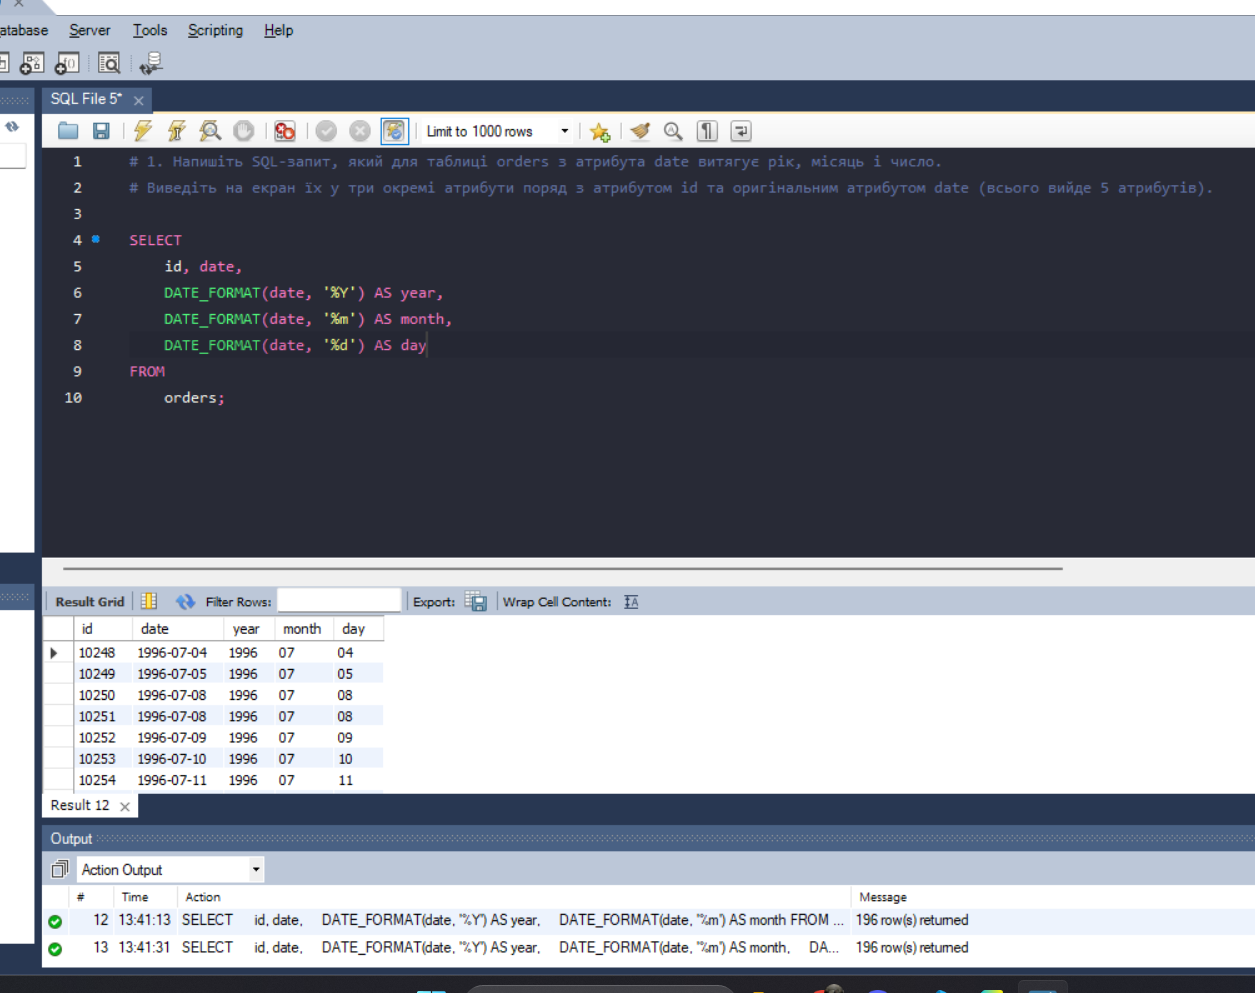 atabase Server Tools Scripting Help
SQL File 5*
Limit to 1000 rows
1 # 1. Напишіть SQL-запит, який для таблиці orders з атрибута date витягує рік, місяць і число.
2 # Виведіть на екран їх у три окремі атрибути поряд з атрибутом id та оригінальним атрибутом date (всього вийде 5 атрибутів).
3
4 SELECT
5 id, date,
6 DATE_FORMAT(date, '%Y') AS year,
7 DATE_FORMAT(date, '%m') AS month,
8 DATE_FORMAT(date, '%d') AS day
9 FROM
10 orders;
Result Grid Filter Rows: Export: Wrap Cell Content:
id date year month day
10248 1996-07-04 1996 07 04
10249 1996-07-05 1996 07 05
10250 1996-07-08 1996 07 08
10251 1996-07-08 1996 07 08
10252 1996-07-09 1996 07 09
10253 1996-07-10 1996 07 10
10254 1996-07-11 1996 07 11
Result 12
Output
Action Output
# Time Action Message
12 13:41:13 SELECT id, date, DATE_FORMAT(date, '%Y') AS year, DATE_FORMAT(date, '%m') AS month FROM ... 196 row(s) returned
13 13:41:31 SELECT id, date, DATE_FORMAT(date, '%Y') AS year, DATE_FORMAT(date, '%m') AS month, DA... 196 row(s) returned